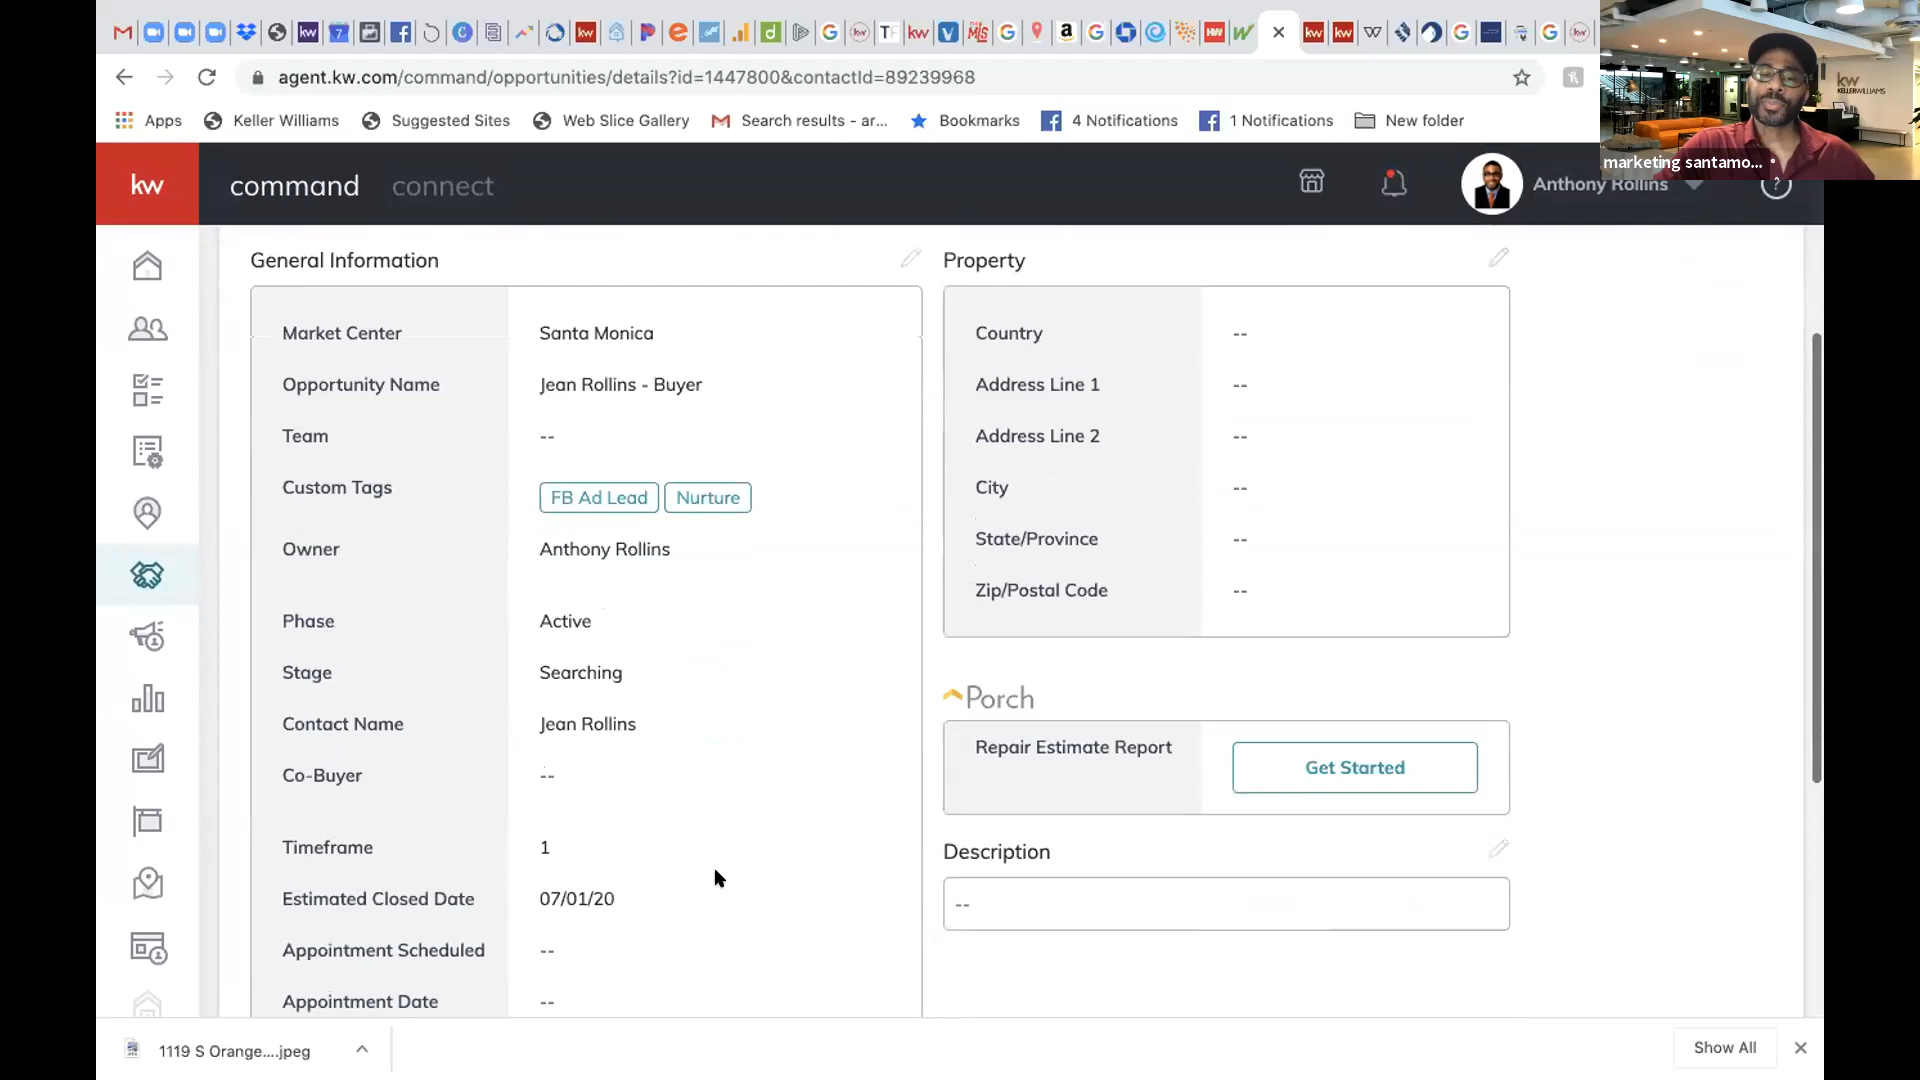 agent.kw.com/command/opportunities/details?id=1447800&contactId=89239968
Apps
Keller Williams
Suggested Sites
Web Slice Gallery
Search results - ar...
Bookmarks
4 Notifications
1 Notifications
New folder
kw
KELLERWILLIAMS
marketing santamo...
kw
command
connect
Anthony Rollins
?
General Information
Market Center
Santa Monica
Opportunity Name
Jean Rollins - Buyer
Team
--
Custom Tags
FB Ad Lead
Nurture
Owner
Anthony Rollins
Phase
Active
Stage
Searching
Contact Name
Jean Rollins
Co-Buyer
--
Timeframe
1
Estimated Closed Date
07/01/20
Appointment Scheduled
--
Appointment Date
--
Property
Country
--
Address Line 1
--
Address Line 2
--
City
--
State/Province
--
Zip/Postal Code
--
Porch
Repair Estimate Report
Get Started
Description
--
1119 S Orange....jpeg
Show All